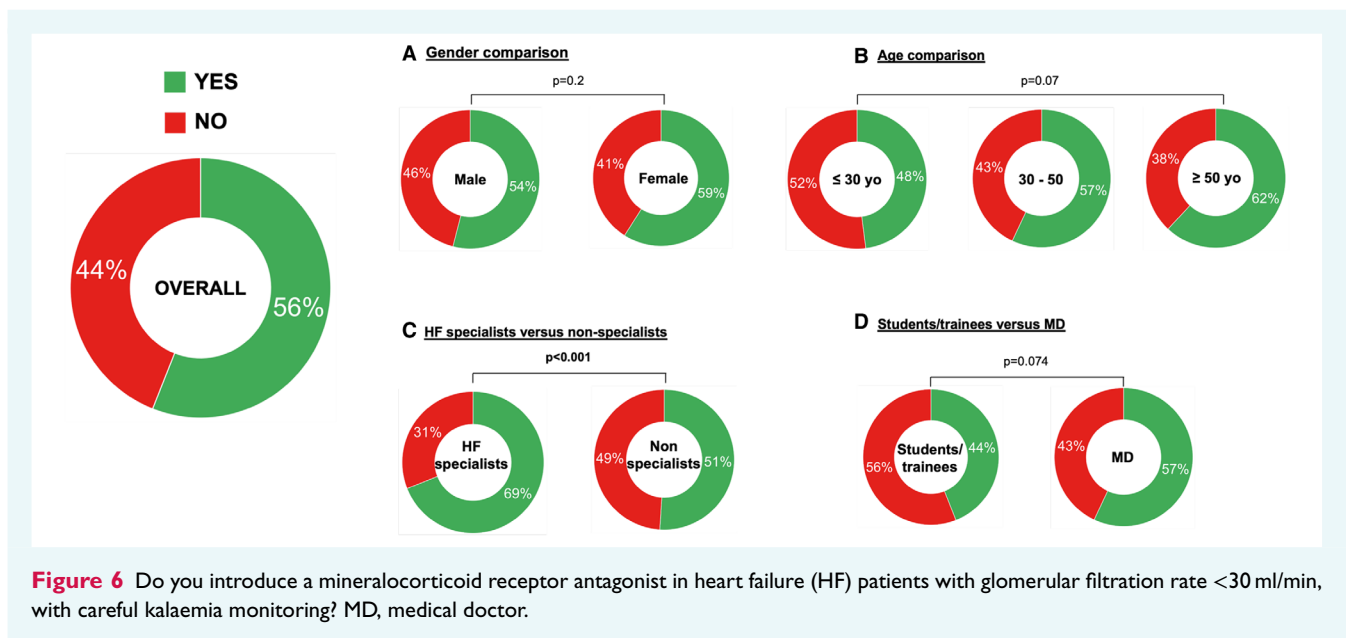 YES
NO
44%
OVERALL
56%
A Gender comparison
p=0.2
46%
Male
54%
41%
Female
59%
B Age comparison
p=0.07
52%
≤ 30 yo
48%
43%
30 - 50
57%
38%
≥ 50 yo
62%
C HF specialists versus non-specialists
p<0.001
31%
HF
specialists
69%
49%
Non
specialists
51%
D Students/trainees versus MD
p=0.074
56%
Students/
trainees
44%
43%
MD
57%
Figure 6 Do you introduce a mineralocorticoid receptor antagonist in heart failure (HF) patients with glomerular filtration rate <30 ml/min,
with careful kalaemia monitoring? MD, medical doctor.